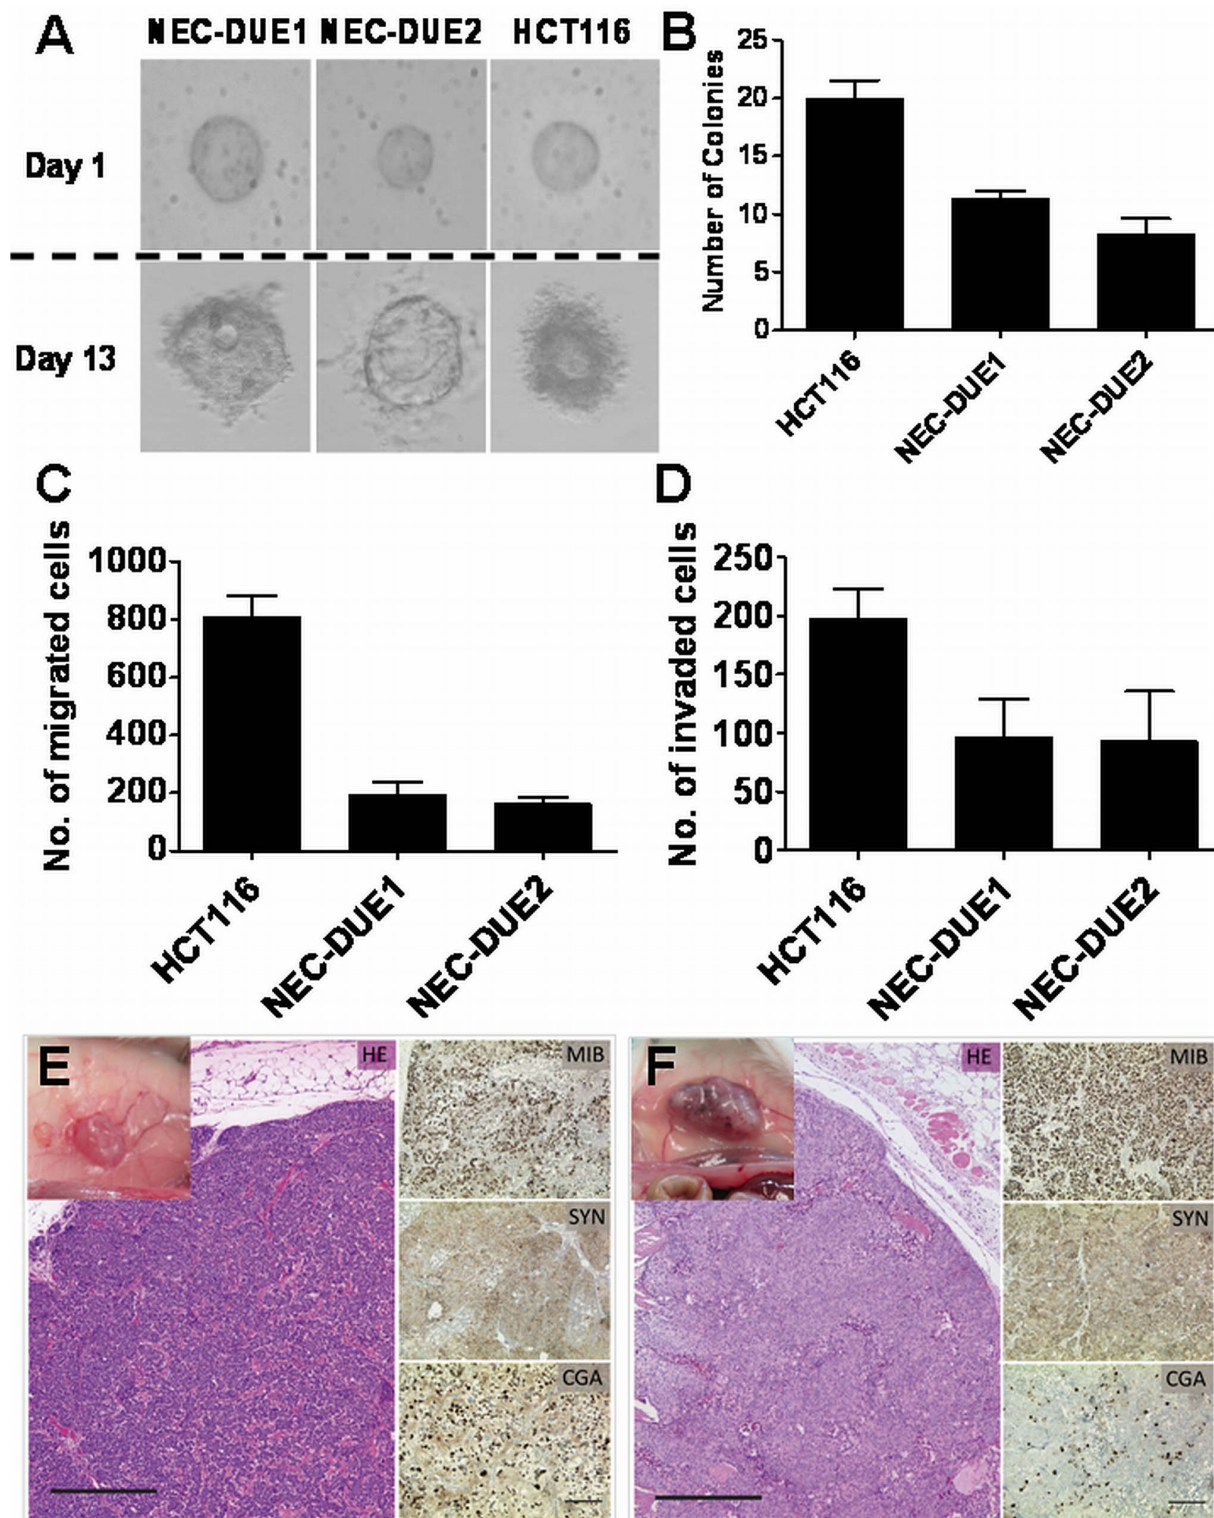 A
NEC-DUE1 NEC-DUE2 HCT116
Day 1
Day 13
B
Number of Colonies
25
20
15
10
5
0
HCT116
NEC-DUE1
NEC-DUE2
C
No. of migrated cells
1000
800
600
400
200
0
HCT116
NEC-DUE1
NEC-DUE2
D
No. of invaded cells
250
200
150
100
50
0
HCT116
NEC-DUE1
NEC-DUE2
E
HE
MIB
SYN
CGA
F
HE
MIB
SYN
CGA